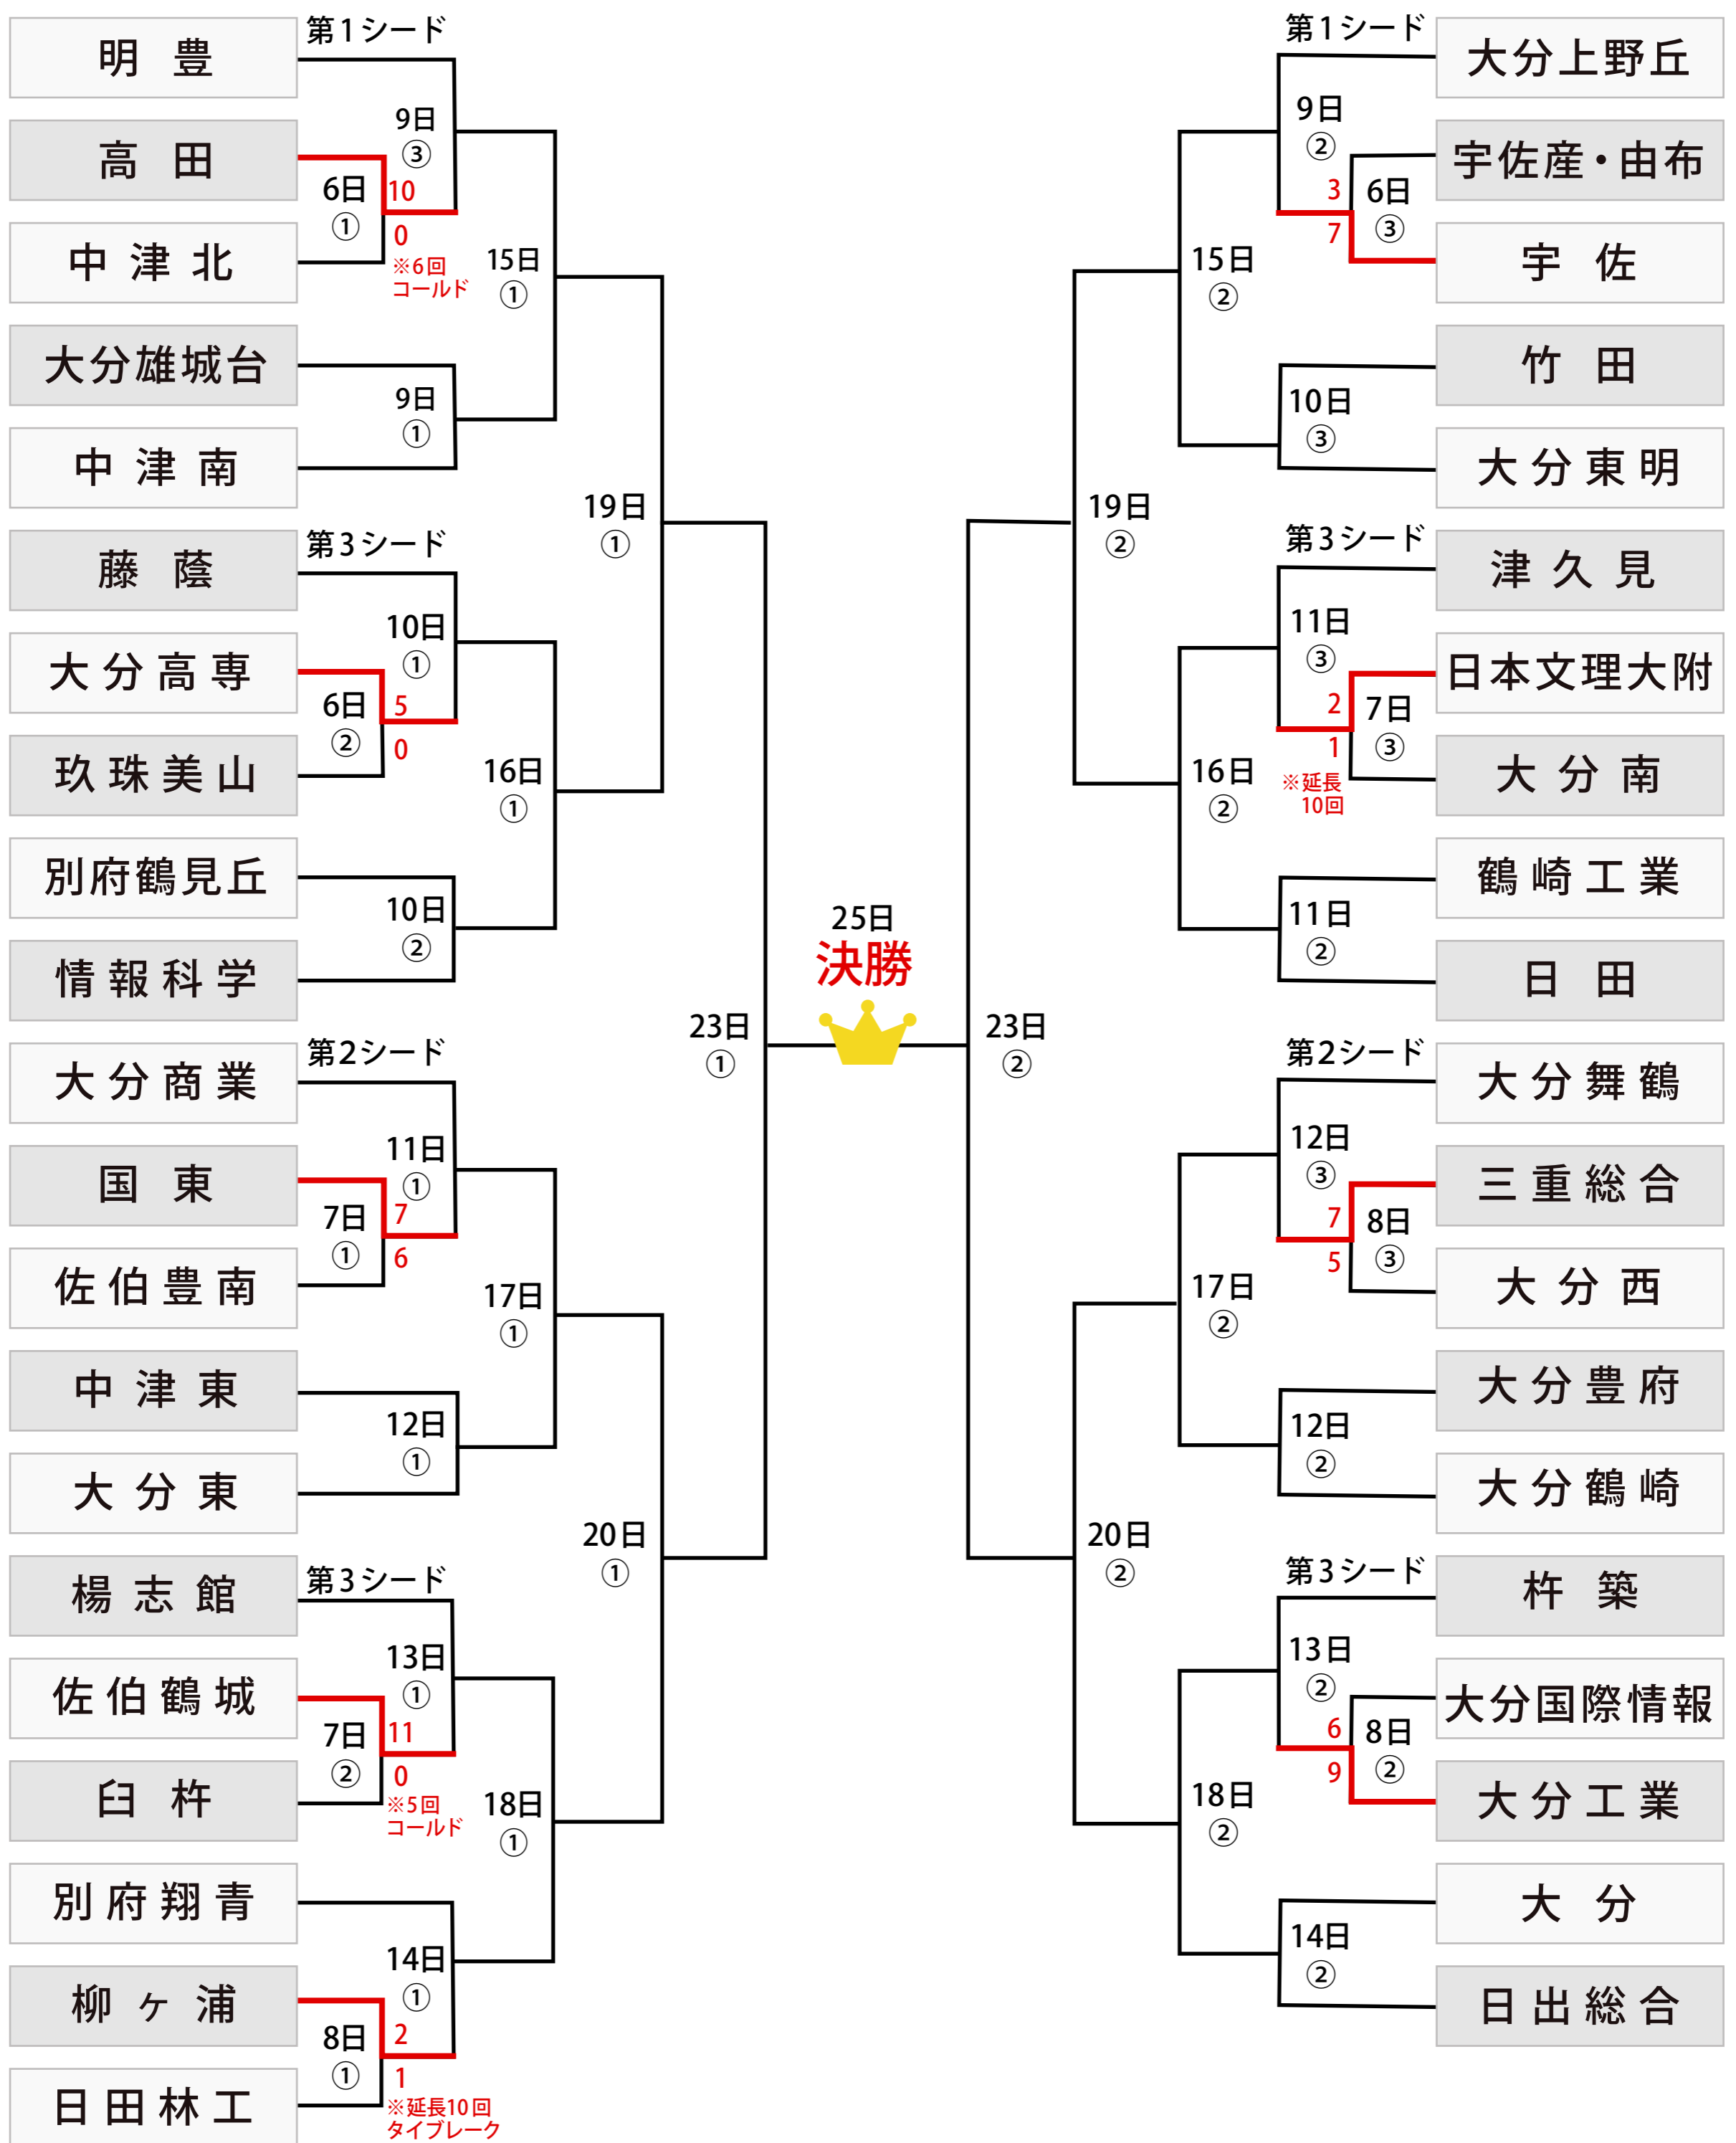 第1シード
明豊
9日
③
高田
6日
①
10
0
※6回
コールド
中津北
15日
①
大分雄城台
9日
①
中津南
19日
①
第3シード
藤蔭
10日
①
大分高専
6日
②
5
0
玖珠美山
16日
①
別府鶴見丘
10日
②
情報科学
23日
①
第2シード
大分商業
11日
①
国東
7日
①
7
6
佐伯豊南
17日
①
中津東
12日
①
大分東
20日
①
第3シード
楊志館
13日
①
佐伯鶴城
7日
②
11
0
※5回
コールド
臼杵
18日
①
別府翔青
14日
①
柳ヶ浦
8日
①
2
1
※延長10回
タイブレーク
日田林工
25日
決勝
第1シード
大分上野丘
9日
②
宇佐産・由布
3
7
6日
③
宇佐
15日
②
竹田
10日
③
大分東明
19日
②
第3シード
津久見
11日
③
日本文理大附
2
1
7日
③
※延長
10回
大分南
16日
②
鶴崎工業
11日
②
日田
23日
②
第2シード
大分舞鶴
12日
③
三重総合
7
5
8日
③
大分西
17日
②
大分豊府
12日
②
大分鶴崎
20日
②
第3シード
杵築
13日
②
大分国際情報
6
9
8日
②
大分工業
18日
②
大分
14日
②
日出総合